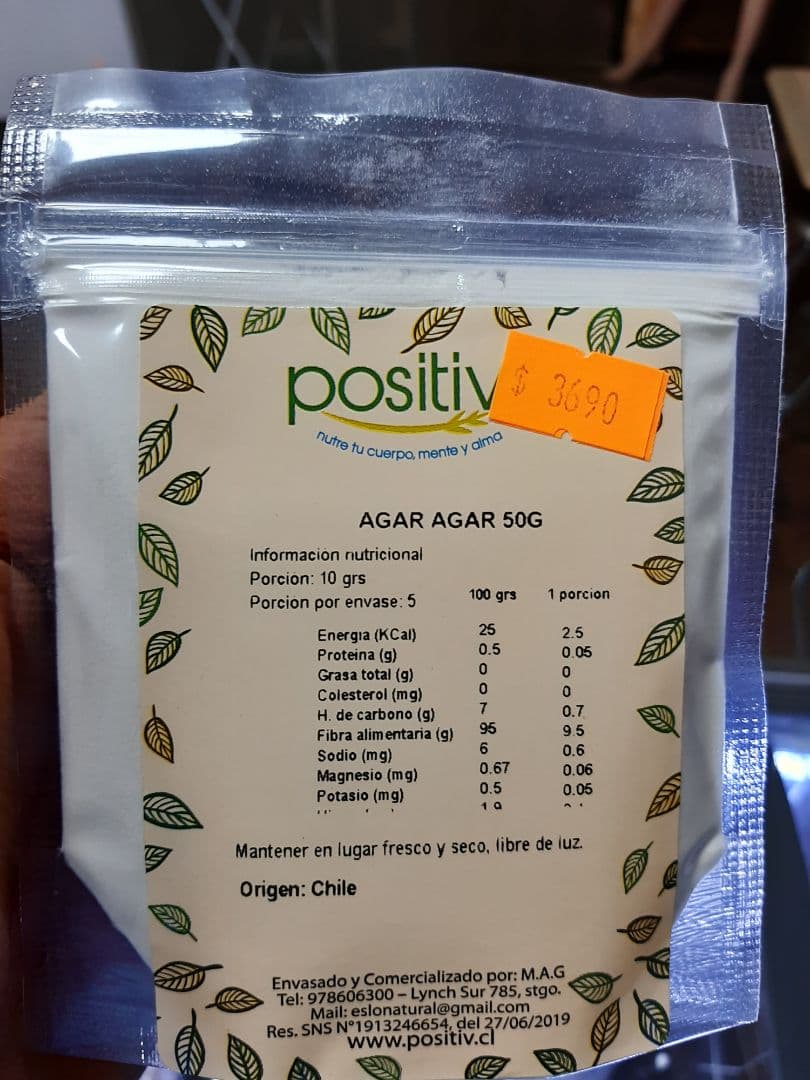 positiv
$ 3690
nutre tu cuerpo, mente y alma
AGAR AGAR 50G
Información nutricional
Porción: 10 grs
Porción por envase: 5 100 grs 1 porcion
Energia (KCal) 25 2.5
Proteina (g) 0.5 0.05
Grasa total (g) 0 0
Colesterol (mg) 0 0
H. de carbono (g) 7 0.7
Fibra alimentaria (g) 95 9.5
Sodio (mg) 6 0.6
Magnesio (mg) 0.67 0.06
Potasio (mg) 0.5 0.05
Mantener en lugar fresco y seco, libre de luz.
Origen: Chile
Envasado y Comercializado por: M.A.G
Tel: 978606300 – Lynch Sur 785, stgo.
Mail: eslonatural@gmail.com
Res. SNS N°1913246654, del 27/06/2019
www.positiv.cl